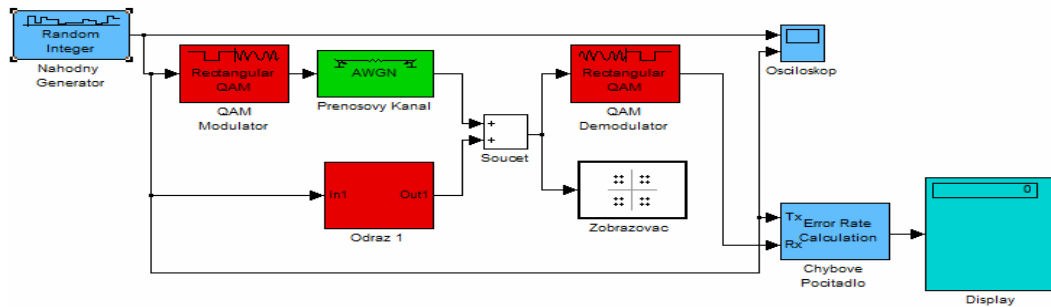 Random
Integer
Nahodny
Generator
Rectangular
QAM
QAM
Modulator
AWGN
Prenosovy Kanal
+
+
Soucet
Rectangular
QAM
QAM
Demodulator
Osciloskop
In1
Out1
Odraz 1
Zobrazovac
Tx
Rx
Error Rate
Calculation
Chybove
Pocitadlo
0
Display